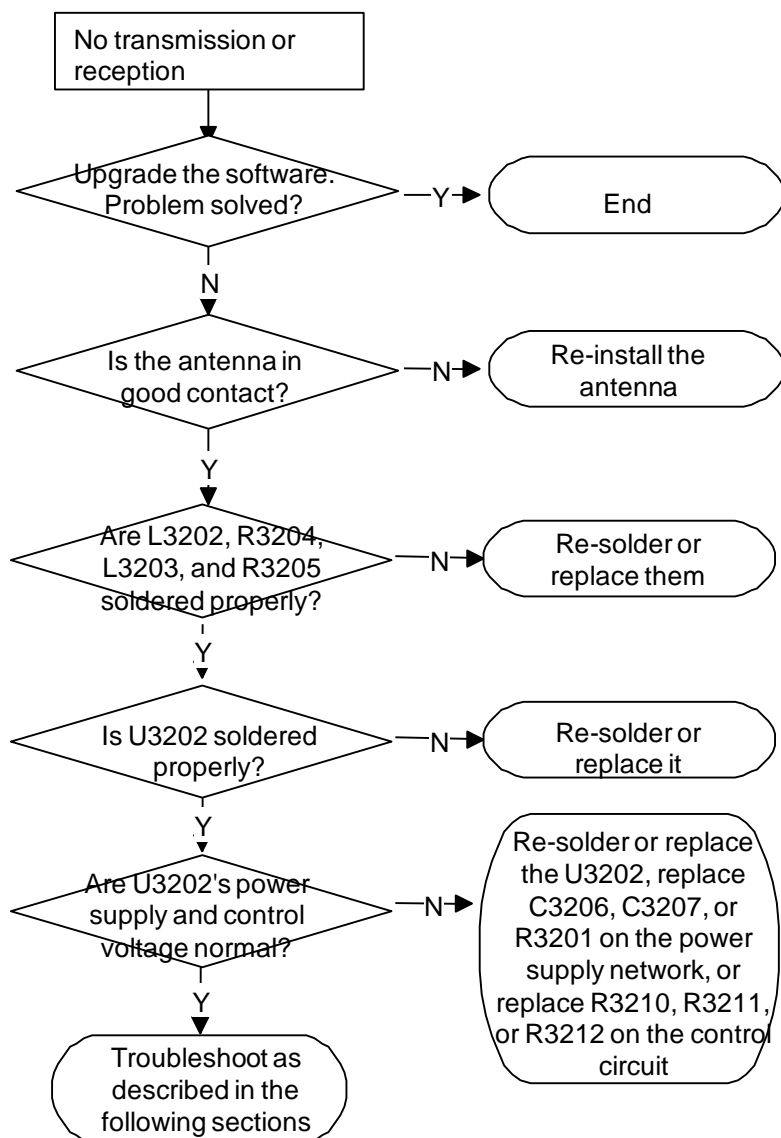 No transmission or
reception
Upgrade the software.
Problem solved?
Y
End
N
Is the antenna in
good contact?
N
Re-install the
antenna
Y
Are L3202, R3204,
L3203, and R3205
soldered properly?
N
Re-solder or
replace them
Y
Is U3202 soldered
properly?
N
Re-solder or
replace it
Y
Are U3202's power
supply and control
voltage normal?
N
Re-solder or replace
the U3202, replace
C3206, C3207, or
R3201 on the power
supply network, or
replace R3210, R3211,
or R3212 on the control
circuit
Y
Troubleshoot as
described in the
following sections